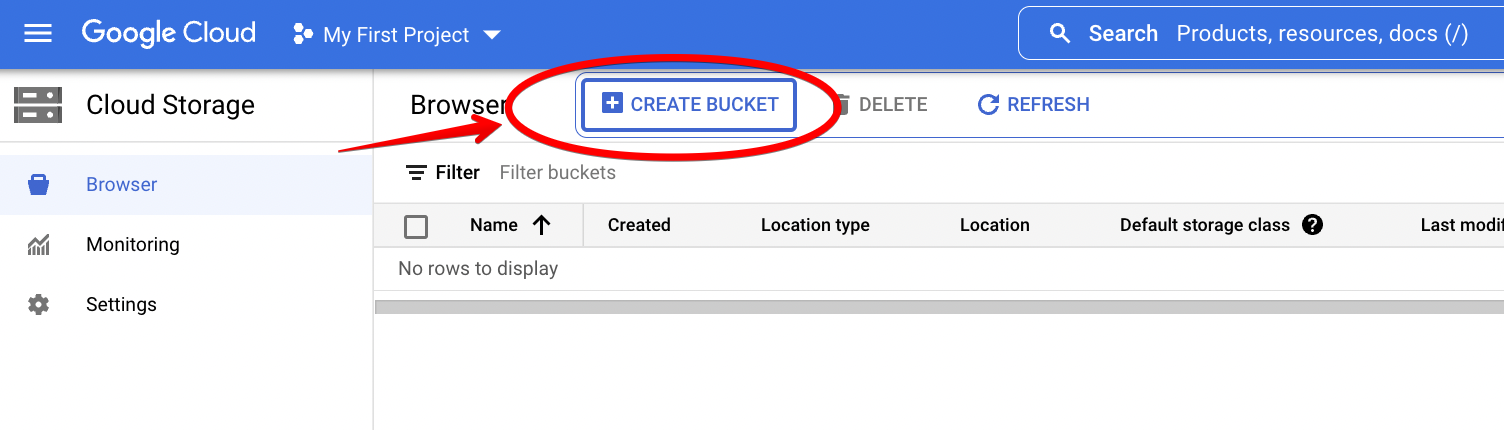 Google Cloud My First Project Search Products, resources, docs (/)
Cloud Storage Browser CREATE BUCKET DELETE REFRESH
Filter Filter buckets
Browser
Monitoring
Settings
Name Created Location type Location Default storage class ? Last modif
No rows to display